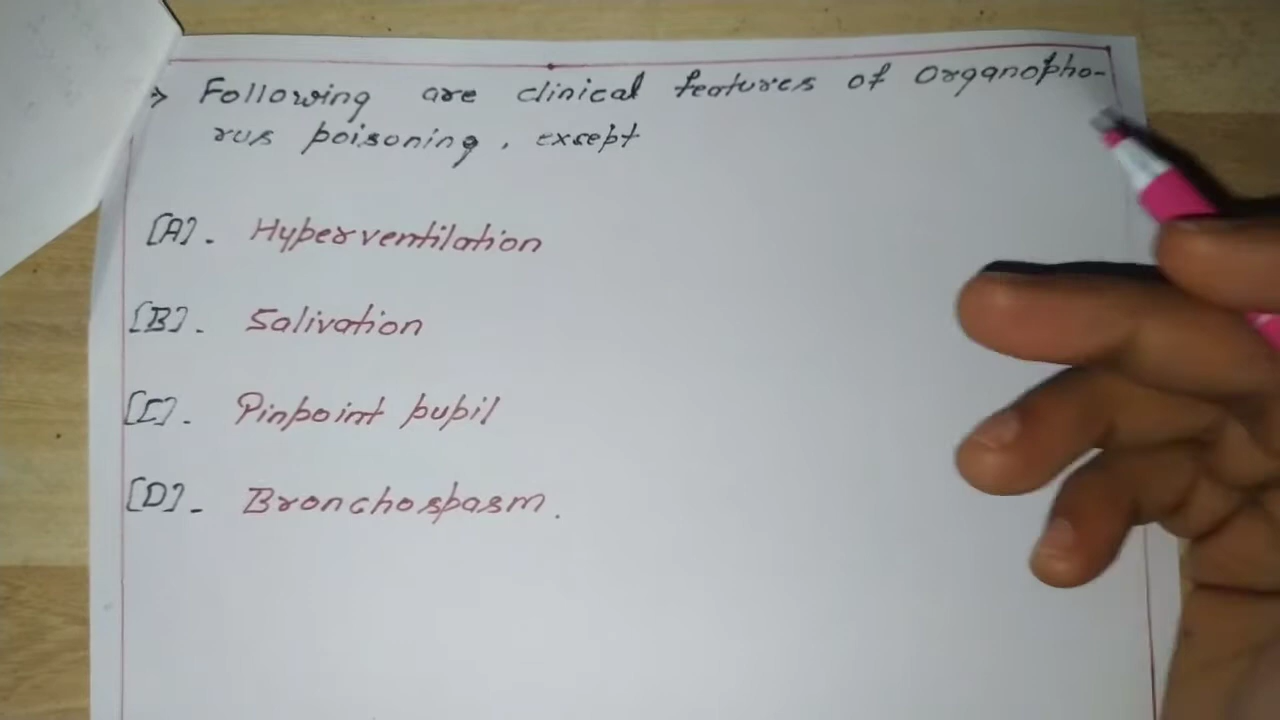 > Following are clinical features of Organopho-
rus poisoning, except
[A]. Hyperventilation
[B]. Salivation
[C]. Pinpoint pupil
[D]. Bronchospasm.